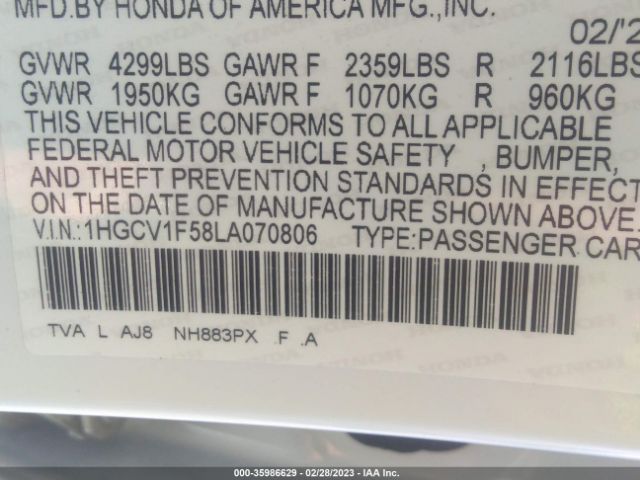 MFD.BY HONDA OF AMERICA MFG.,INC.
02/'2
GVWR 4299LBS GAWR F 2359LBS R 2116LBS
GVWR 1950KG GAWR F 1070KG R 960KG
THIS VEHICLE CONFORMS TO ALL APPLICABLE
FEDERAL MOTOR VEHICLE SAFETY , BUMPER,
AND THEFT PREVENTION STANDARDS IN EFFECT
ON THE DATE OF MANUFACTURE SHOWN ABOVE.
V.I.N.:1HGCV1F58LA070806 TYPE:PASSENGER CAR
TVA L AJ8 NH883PX F .A
000-35986629 - 02/28/2023 - IAA Inc.